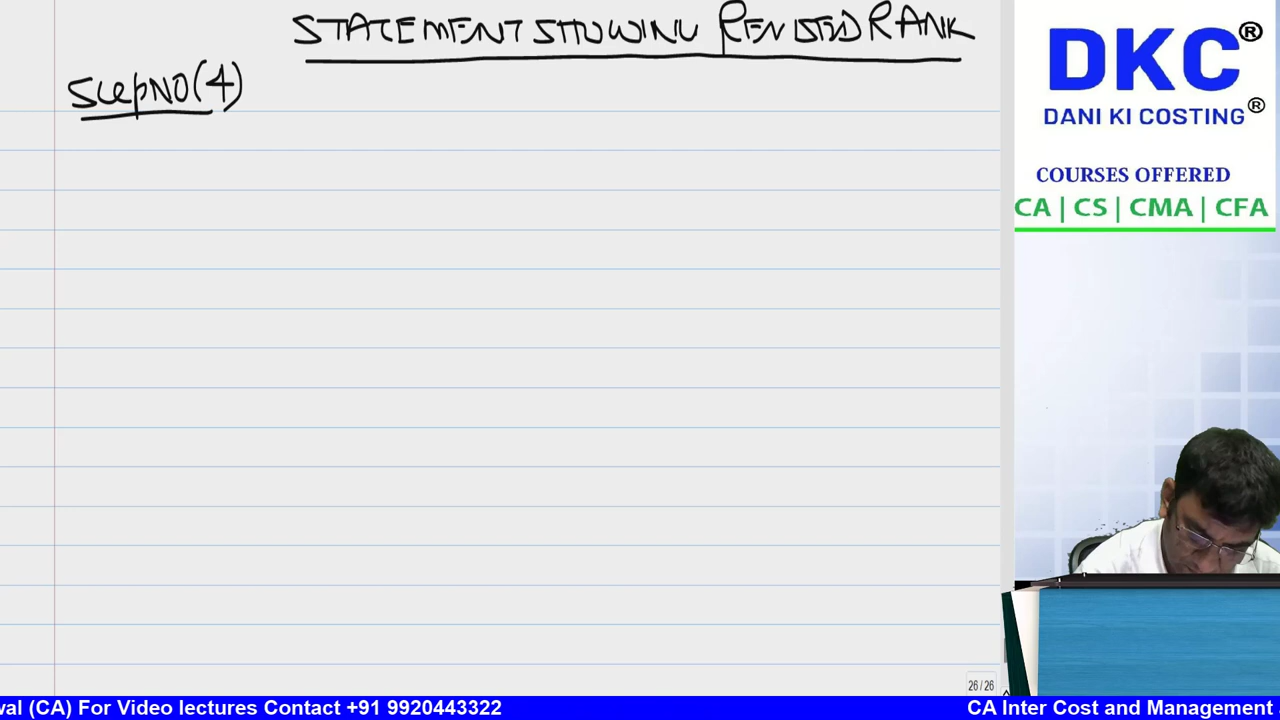 STATEMENT SHOWING REVISED RANK
Step NO (4)
DKC®
DANI KI COSTING®
COURSES OFFERED
CA | CS | CMA | CFA
26 / 26
wal (CA) For Video lectures Contact +91 9920443322
CA Inter Cost and Management